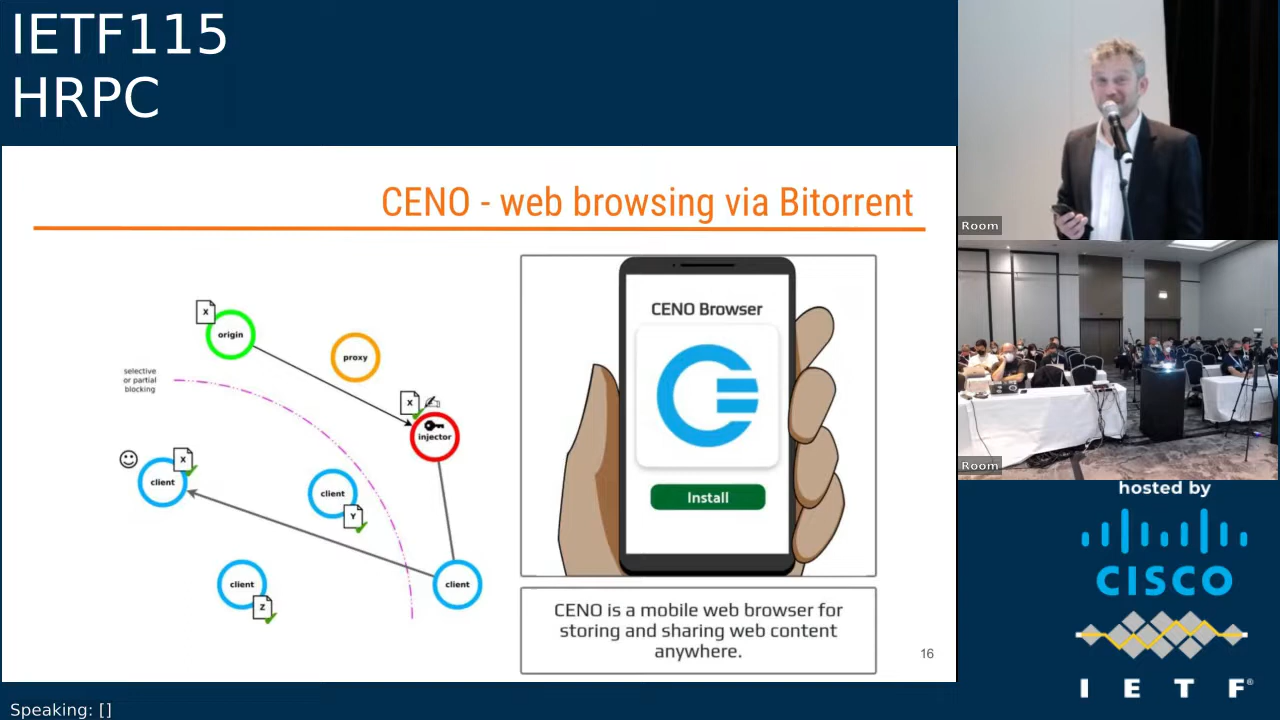 IETF115
HRPC
CENO - web browsing via Bitorrent
X
origin
proxy
selective
or partial
blocking
X
injector
X
client
client
Y
client
Z
client
CENO Browser
Install
CENO is a mobile web browser for
storing and sharing web content
anywhere.
16
Room
Room
hosted by
CISCO
I E T F®
Speaking: []